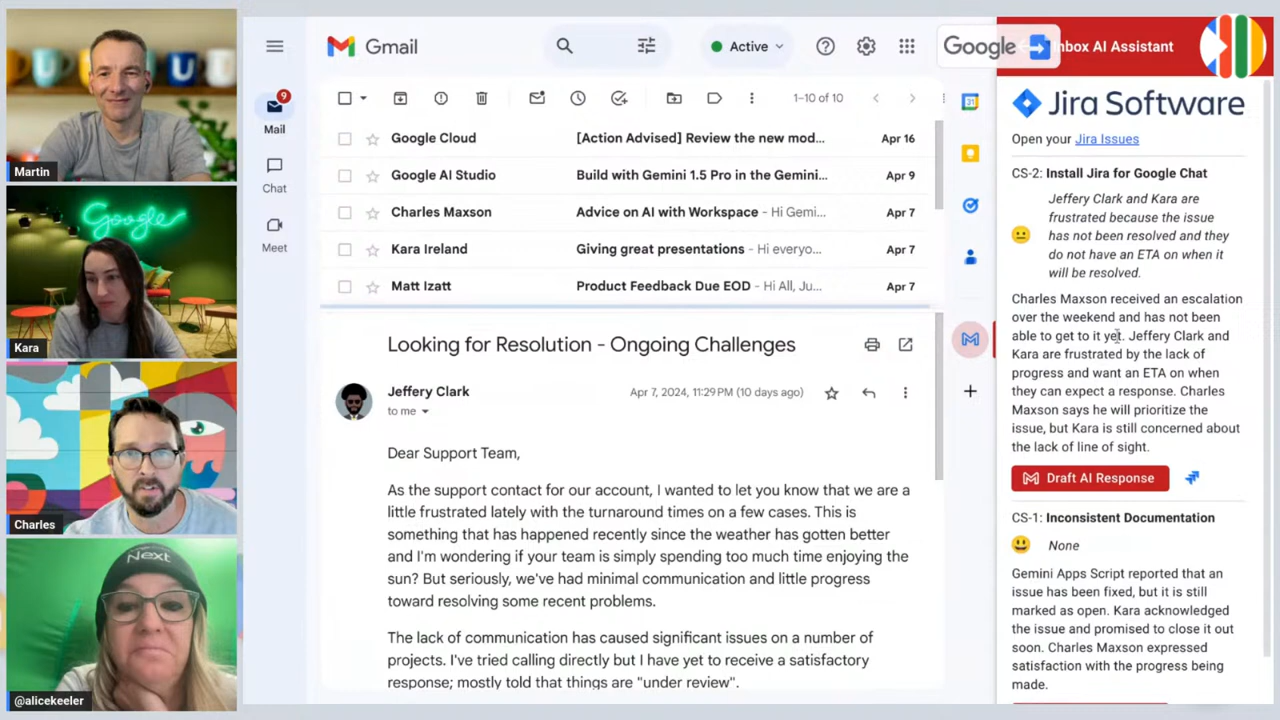 Martin
Google
Kara
Charles
Next
@alicekeeler
9
Mail
Chat
Meet
Gmail
Active
1–10 of 10
Google Cloud
[Action Advised] Review the new mod...
Apr 16
Google AI Studio
Build with Gemini 1.5 Pro in the Gemini...
Apr 9
Charles Maxson
Advice on AI with Workspace - Hi Gemi...
Apr 7
Kara Ireland
Giving great presentations - Hi everyo...
Apr 7
Matt Izatt
Product Feedback Due EOD - Hi All, Ju...
Apr 7
Looking for Resolution - Ongoing Challenges
Jeffery Clark
Apr 7, 2024, 11:29 PM (10 days ago)
to me
Dear Support Team,
As the support contact for our account, I wanted to let you know that we are a
little frustrated lately with the turnaround times on a few cases. This is
something that has happened recently since the weather has gotten better
and I'm wondering if your team is simply spending too much time enjoying the
sun? But seriously, we've had minimal communication and little progress
toward resolving some recent problems.
The lack of communication has caused significant issues on a number of
projects. I've tried calling directly but I have yet to receive a satisfactory
response; mostly told that things are "under review".
31
Google
AI Assistant
Jira Software
Open your Jira Issues
CS-2: Install Jira for Google Chat
Jeffery Clark and Kara are
frustrated because the issue
has not been resolved and they
do not have an ETA on when it
will be resolved.
Charles Maxson received an escalation
over the weekend and has not been
able to get to it yet. Jeffery Clark and
Kara are frustrated by the lack of
progress and want an ETA on when
they can expect a response. Charles
Maxson says he will prioritize the
issue, but Kara is still concerned about
the lack of line of sight.
Draft AI Response
CS-1: Inconsistent Documentation
None
Gemini Apps Script reported that an
issue has been fixed, but it is still
marked as open. Kara acknowledged
the issue and promised to close it out
soon. Charles Maxson expressed
satisfaction with the progress being
made.